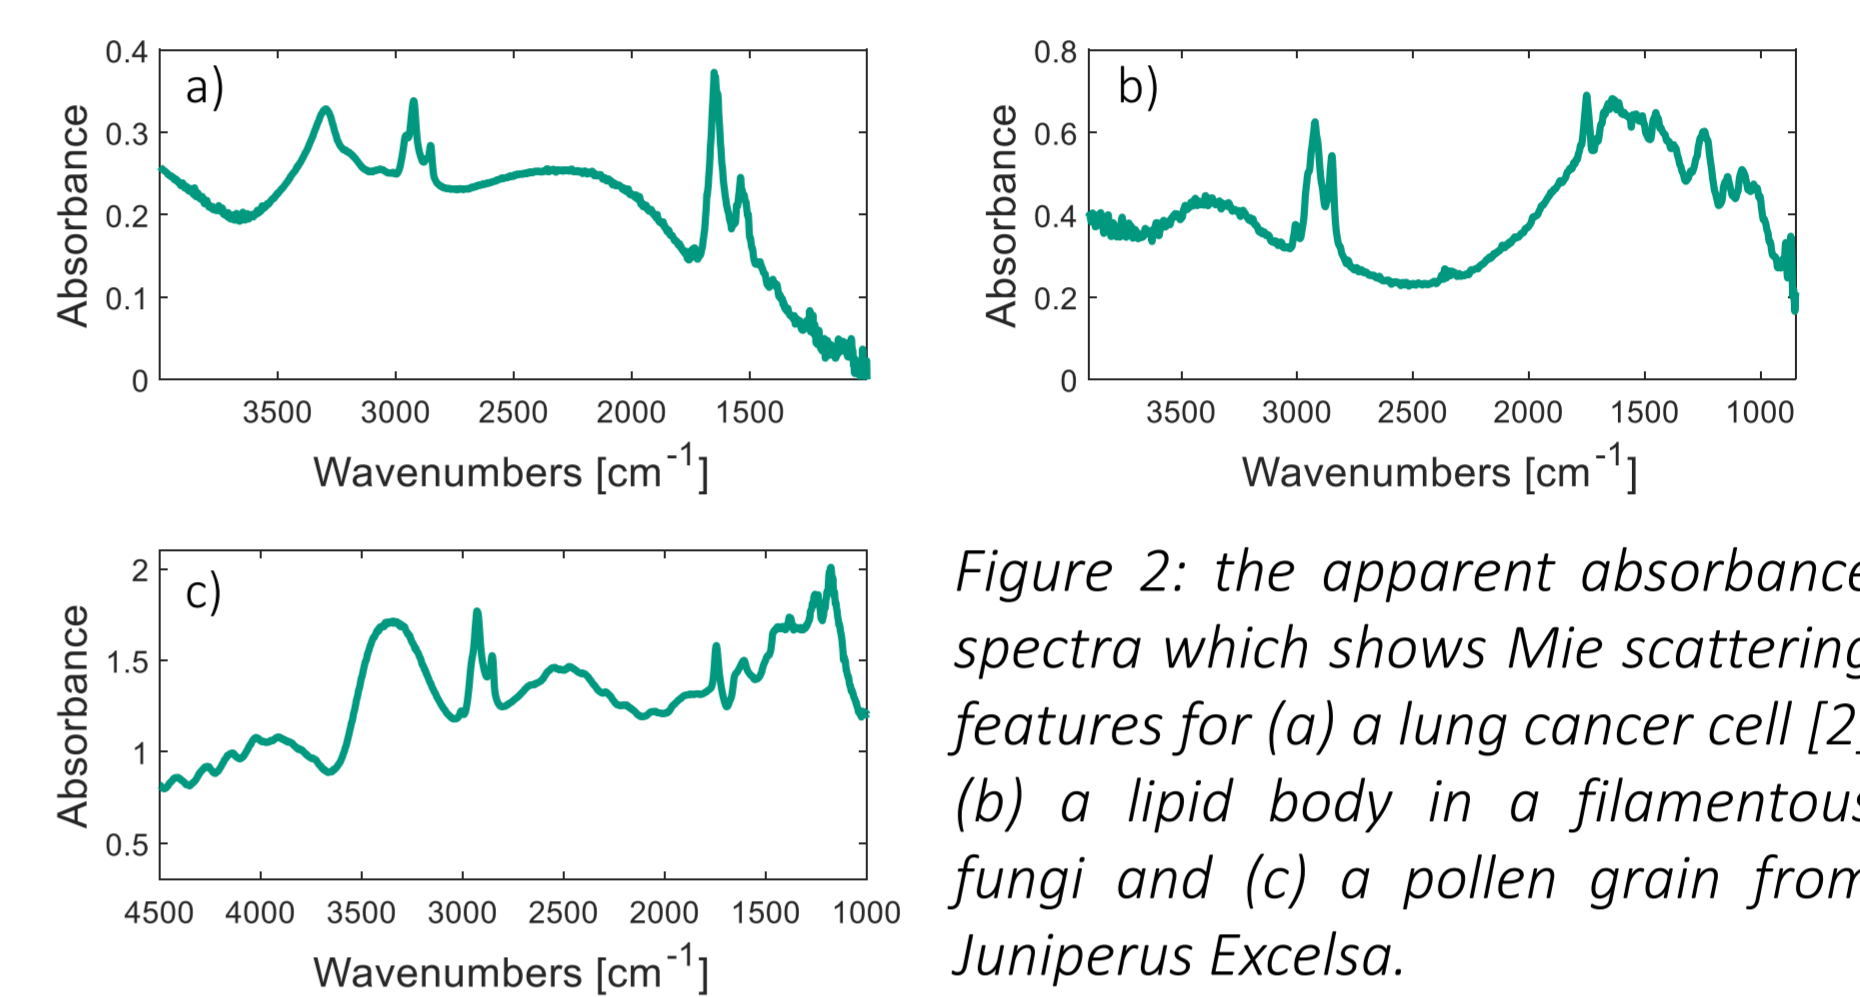 a)
Absorbance
0.4
0.3
0.2
0.1
0
3500 3000 2500 2000 1500
Wavenumbers [cm⁻¹]
b)
Absorbance
0.8
0.6
0.4
0.2
0
3500 3000 2500 2000 1500 1000
Wavenumbers [cm⁻¹]
c)
Absorbance
2
1.5
1
0.5
4500 4000 3500 3000 2500 2000 1500 1000
Wavenumbers [cm⁻¹]
Figure 2: the apparent absorbance
spectra which shows Mie scattering
features for (a) a lung cancer cell [2]
(b) a lipid body in a filamentous
fungi and (c) a pollen grain from
Juniperus Excelsa.